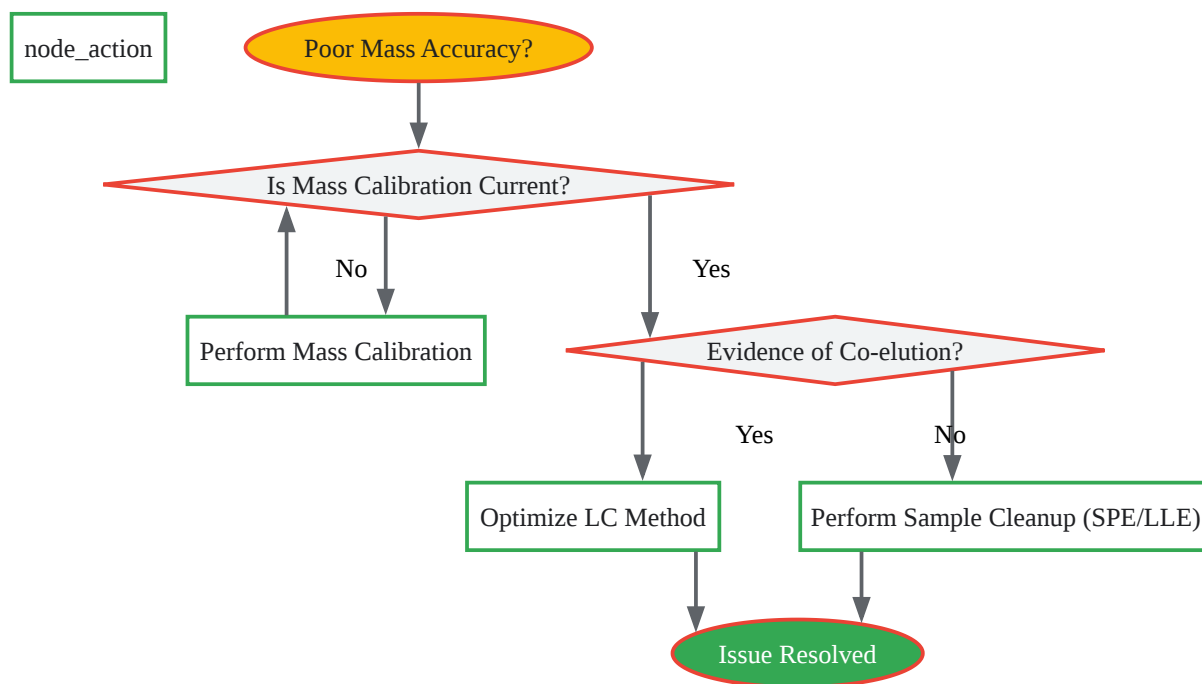 node_action
Poor Mass Accuracy?
Is Mass Calibration Current?
No
Yes
Perform Mass Calibration
Evidence of Co-elution?
Yes
No
Optimize LC Method
Perform Sample Cleanup (SPE/LLE)
Issue Resolved